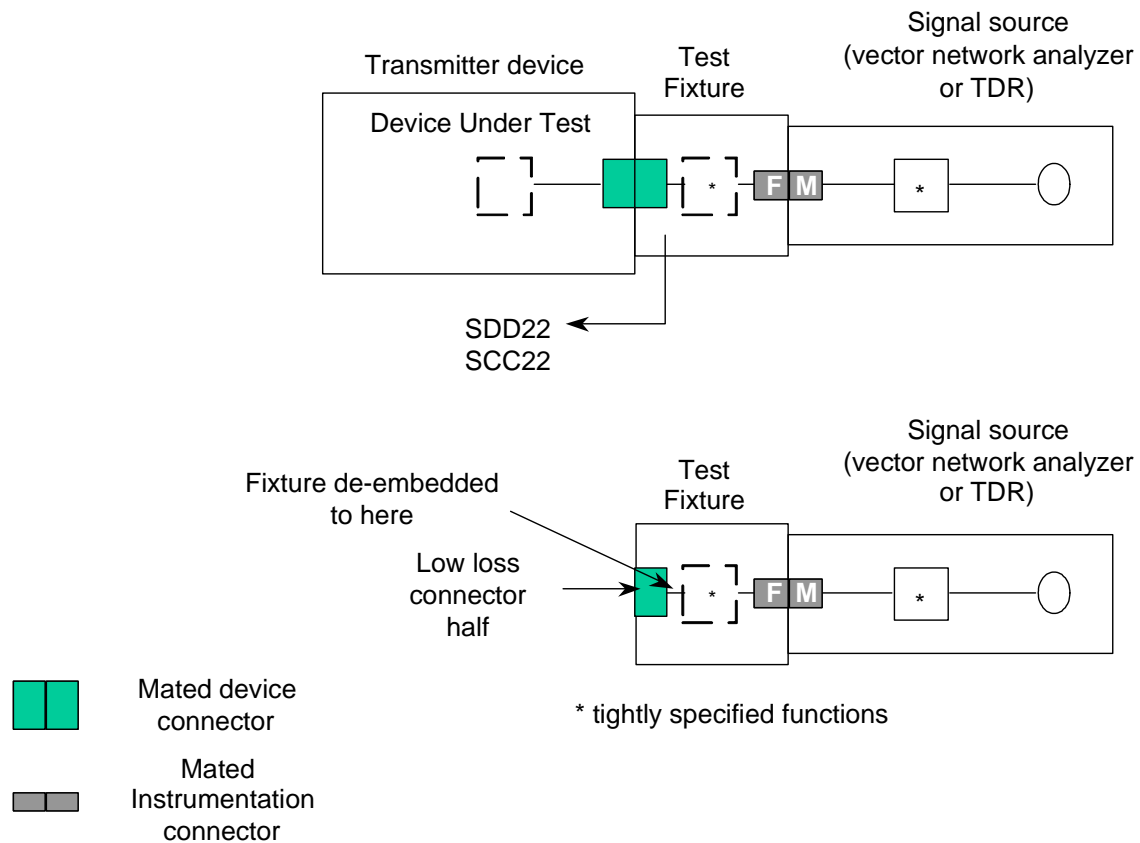 Signal source
(vector network analyzer
or TDR)
Test
Fixture
Transmitter device
Device Under Test
*
F M
*
SDD22
SCC22
Signal source
(vector network analyzer
or TDR)
Test
Fixture
Fixture de-embedded
to here
Low loss
connector
half
*
F M
*
Mated device
connector
* tightly specified functions
Mated
Instrumentation
connector